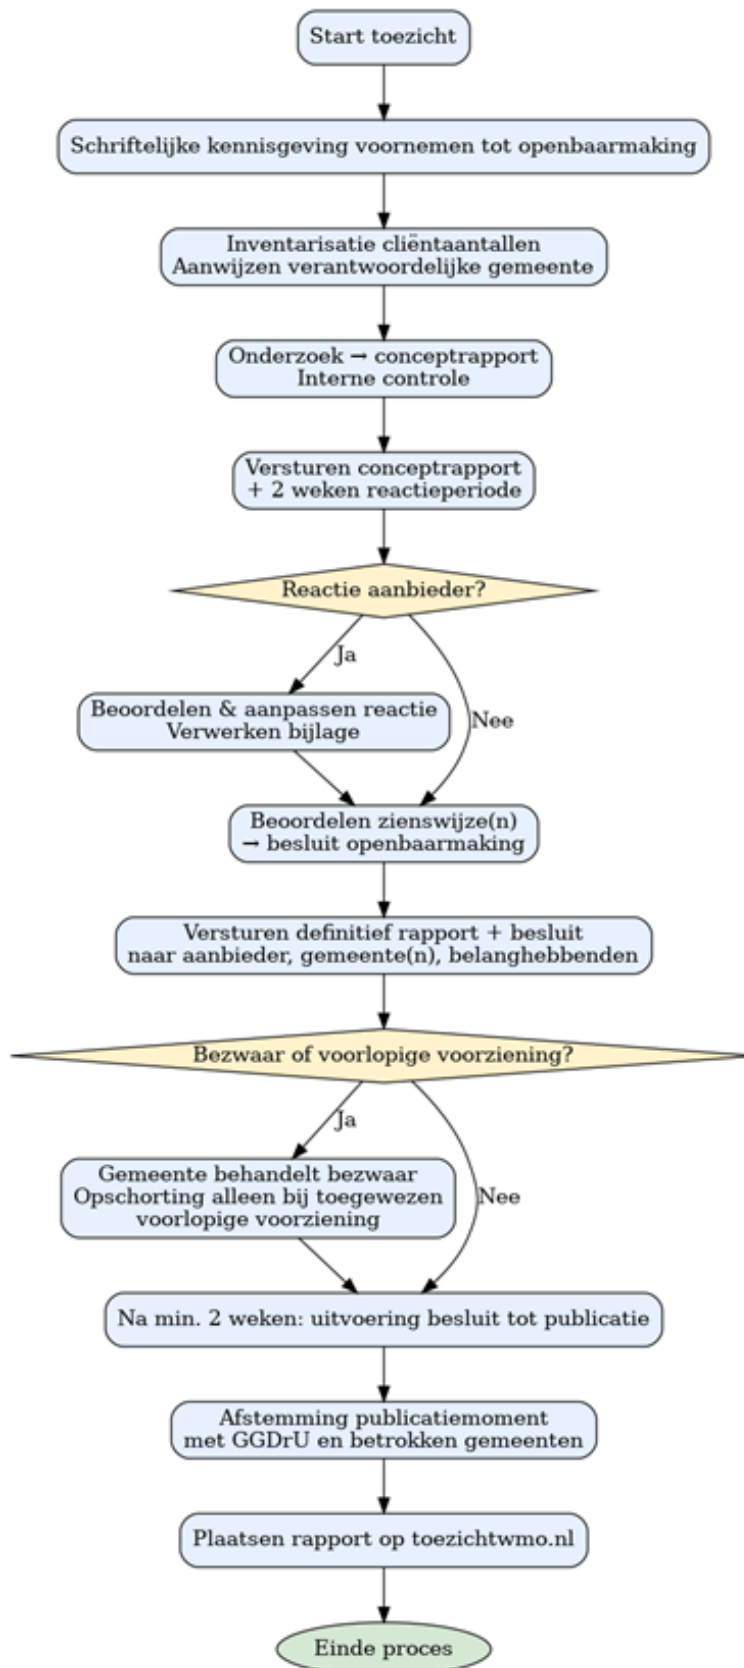 Start toezicht
Schriftelijke kennisgeving voornemen tot openbaarmaking
Inventarisatie cliëntaantallen
Aanwijzen verantwoordelijke gemeente
Onderzoek → conceptrapport
Interne controle
Versturen conceptrapport
+ 2 weken reactieperiode
Reactie aanbieder?
Ja
Beoordelen & aanpassen reactie
Verwerken bijlage
Nee
Beoordelen zienswijze(n)
→ besluit openbaarmaking
Versturen definitief rapport + besluit
naar aanbieder, gemeente(n), belanghebbenden
Bezwaar of voorlopige voorziening?
Ja
Gemeente behandelt bezwaar
Opschorting alleen bij toegewezen
voorlopige voorziening
Nee
Na min. 2 weken: uitvoering besluit tot publicatie
Afstemming publicatiemoment
met GGDrU en betrokken gemeenten
Plaatsen rapport op toezichtwmo.nl
Einde proces